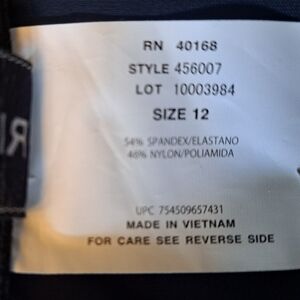 RN 40168
STYLE 456007
LOT 10003984
SIZE 12
54% SPANDEX/ELASTANO
46% NYLON/POLIAMIDA
UPC 754509657431
MADE IN VIETNAM
FOR CARE SEE REVERSE SIDE